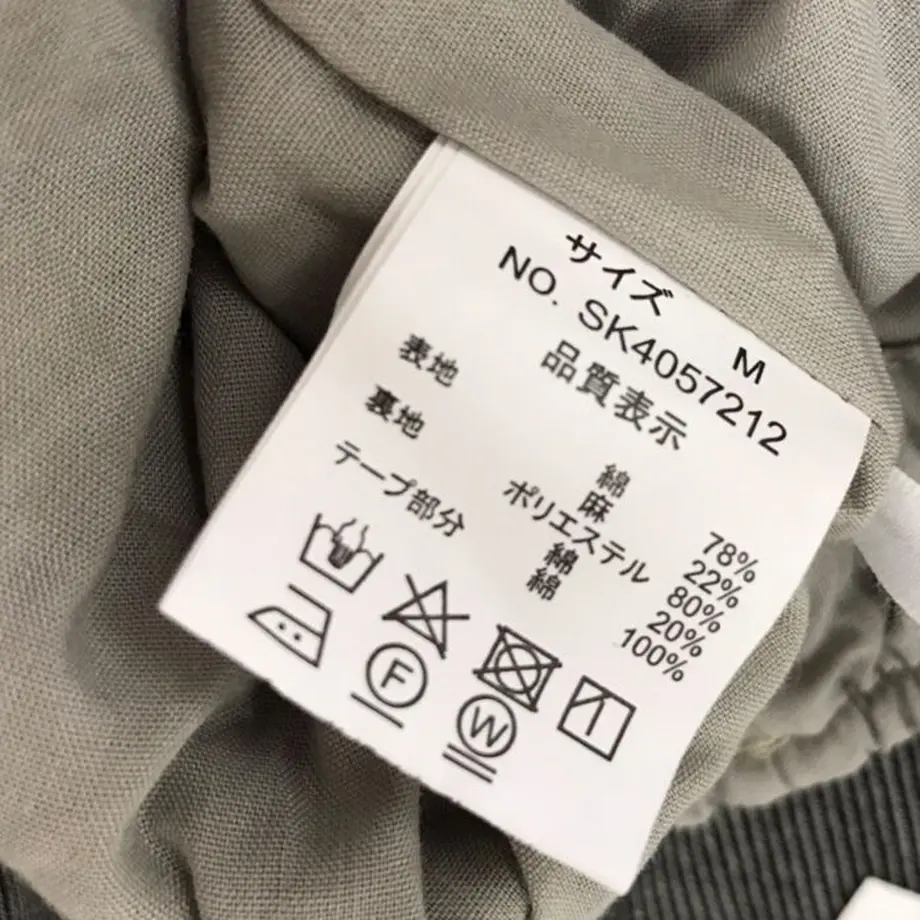 サイズ M
NO. SK4057212
品質表示
表地 綿 78%
麻 22%
裏地 ポリエステル 80%
綿 20%
テープ部分 綿 100%
F
W